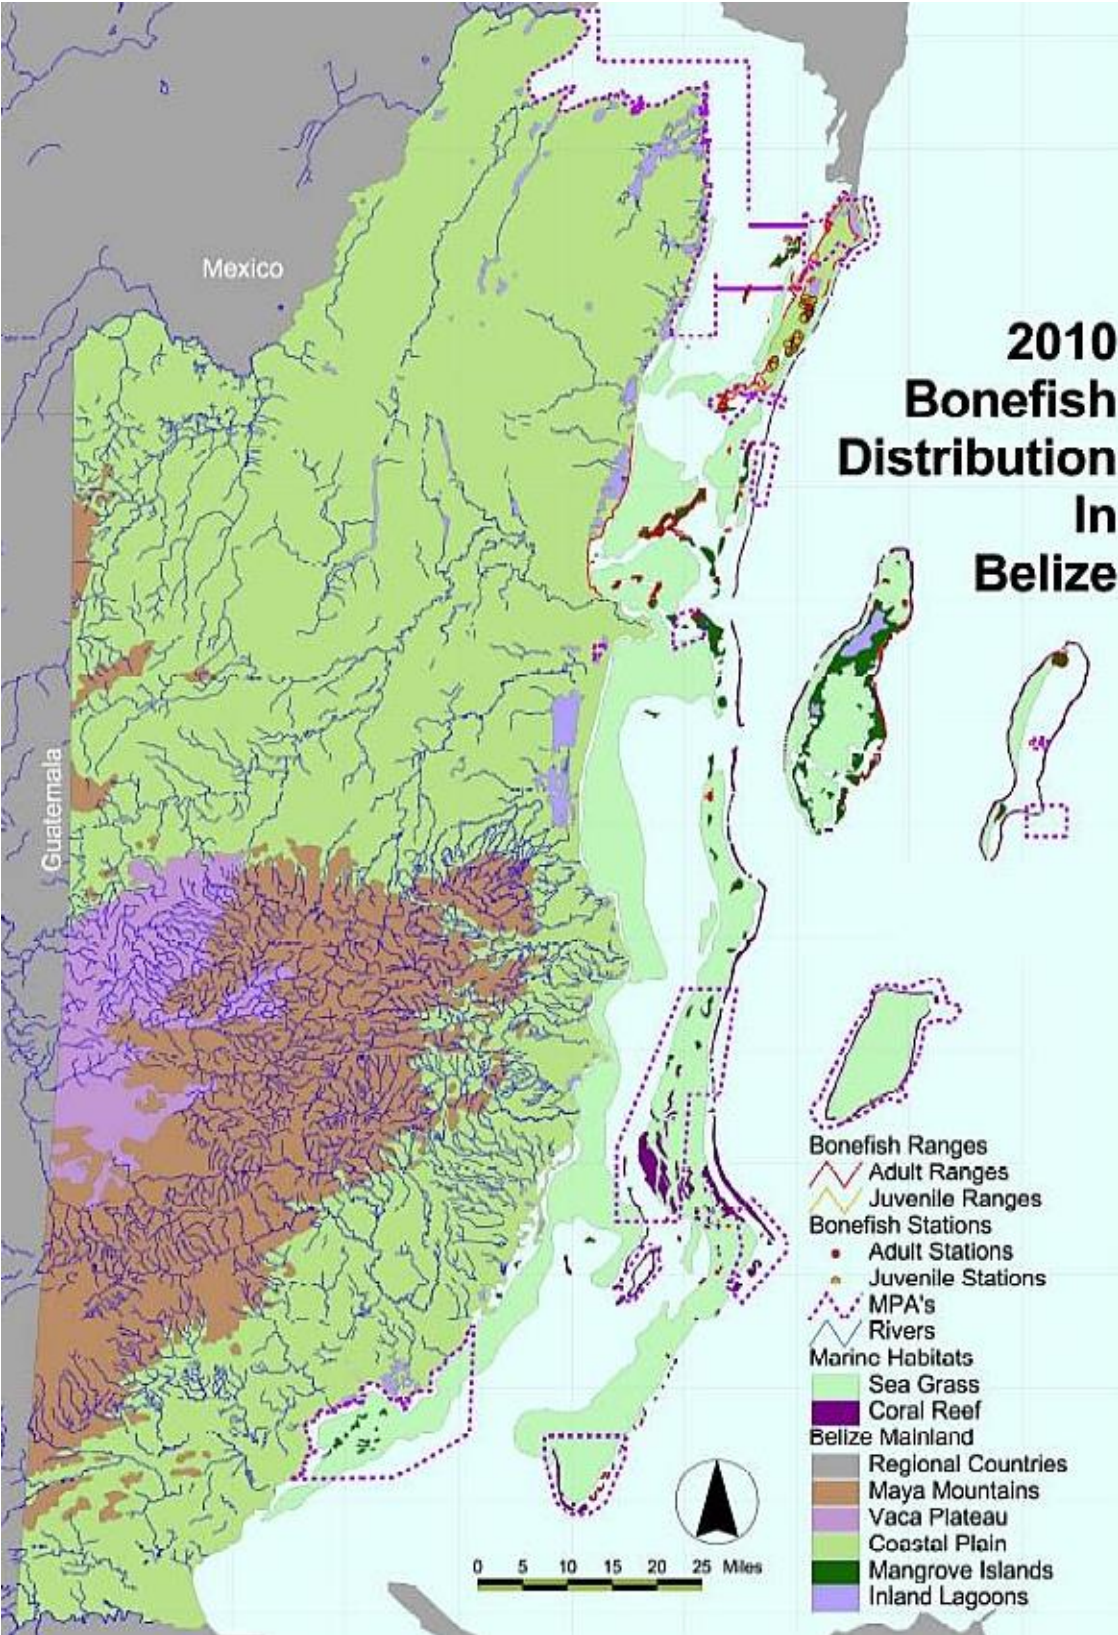 Mexico
2010
Bonefish
Distribution
In
Belize
Guatemala
Bonefish Ranges
Adult Ranges
Juvenile Ranges
Bonefish Stations
Adult Stations
Juvenile Stations
MPA's
Rivers
Marine Habitats
Sea Grass
Coral Reef
Belize Mainland
Regional Countries
Maya Mountains
Vaca Plateau
Coastal Plain
Mangrove Islands
Inland Lagoons
0 5 10 15 20 25 Miles